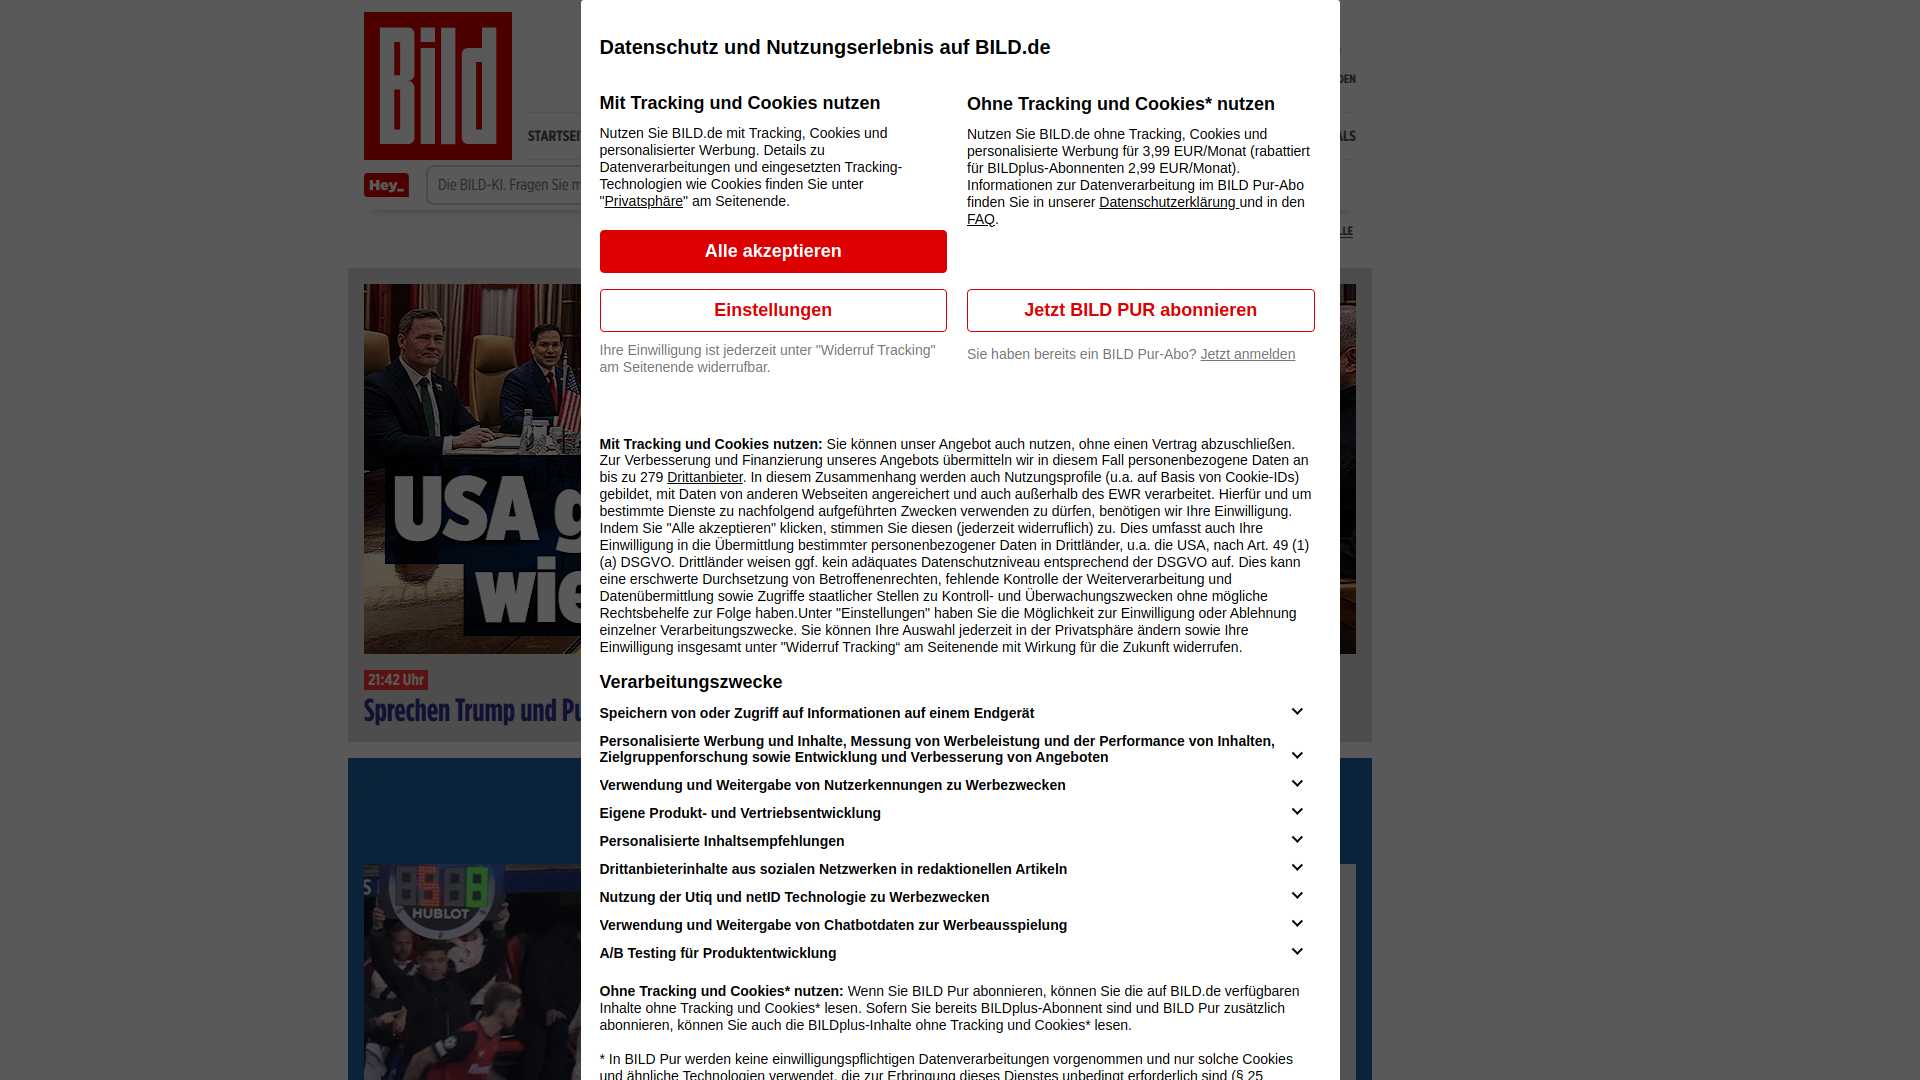 Bild
Datenschutz und Nutzungserlebnis auf BILD.de
Mit Tracking und Cookies nutzen
Nutzen Sie BILD.de mit Tracking, Cookies und
personalisierter Werbung. Details zu
Datenverarbeitungen und eingesetzten Tracking-
Technologien wie Cookies finden Sie unter
"Privatsphäre" am Seitenende.
Alle akzeptieren
Einstellungen
Ihre Einwilligung ist jederzeit unter "Widerruf Tracking"
am Seitenende widerrufbar.
Ohne Tracking und Cookies* nutzen
Nutzen Sie BILD.de ohne Tracking, Cookies und
personalisierte Werbung für 3,99 EUR/Monat (rabattiert
für BILDplus-Abonnenten 2,99 EUR/Monat).
Informationen zur Datenverarbeitung im BILD Pur-Abo
finden Sie in unserer Datenschutzerklärung und in den
FAQ.
Jetzt BILD PUR abonnieren
Sie haben bereits ein BILD Pur-Abo? Jetzt anmelden
Hey_
Die BILD-KI. Fragen Sie
USA
21:42 Uhr
Sprechen Trump und
HUBLOT
Mit Tracking und Cookies nutzen: Sie können unser Angebot auch nutzen, ohne einen Vertrag abzuschließen.
Zur Verbesserung und Finanzierung unseres Angebots übermitteln wir in diesem Fall personenbezogene Daten an
bis zu 279 Drittanbieter. In diesem Zusammenhang werden auch Nutzungsprofile (u.a. auf Basis von Cookie-IDs)
gebildet, mit Daten von anderen Webseiten angereichert und auch außerhalb des EWR verarbeitet. Hierfür und um
bestimmte Dienste zu nachfolgend aufgeführten Zwecken verwenden zu dürfen, benötigen wir Ihre Einwilligung.
Indem Sie "Alle akzeptieren" klicken, stimmen Sie diesen (jederzeit widerruflich) zu. Dies umfasst auch Ihre
Einwilligung in die Übermittlung bestimmter personenbezogener Daten in Drittländer, u.a. die USA, nach Art. 49 (1)
(a) DSGVO. Drittländer weisen ggf. kein adäquates Datenschutzniveau entsprechend der DSGVO auf. Dies kann
eine erschwerte Durchsetzung von Betroffenenrechten, fehlende Kontrolle der Weiterverarbeitung und
Datenübermittlung sowie Zugriffe staatlicher Stellen zu Kontroll- und Überwachungszwecken ohne mögliche
Rechtsbehelfe zur Folge haben.Unter "Einstellungen" haben Sie die Möglichkeit zur Einwilligung oder Ablehnung
einzelner Verarbeitungszwecke. Sie können Ihre Auswahl jederzeit in der Privatsphäre ändern sowie Ihre
Einwilligung insgesamt unter "Widerruf Tracking“ am Seitenende mit Wirkung für die Zukunft widerrufen.
Verarbeitungszwecke
Speichern von oder Zugriff auf Informationen auf einem Endgerät
Personalisierte Werbung und Inhalte, Messung von Werbeleistung und der Performance von Inhalten,
Zielgruppenforschung sowie Entwicklung und Verbesserung von Angeboten
Verwendung und Weitergabe von Nutzerkennungen zu Werbezwecken
Eigene Produkt- und Vertriebsentwicklung
Personalisierte Inhaltsempfehlungen
Drittanbieterinhalte aus sozialen Netzwerken in redaktionellen Artikeln
Nutzung der Utiq und netID Technologie zu Werbezwecken
Verwendung und Weitergabe von Chatbotdaten zur Werbeausspielung
A/B Testing für Produktentwicklung
Ohne Tracking und Cookies* nutzen: Wenn Sie BILD Pur abonnieren, können Sie die auf BILD.de verfügbaren
Inhalte ohne Tracking und Cookies* lesen. Sofern Sie bereits BILDplus-Abonnent sind und BILD Pur zusätzlich
abonnieren, können Sie auch die BILDplus-Inhalte ohne Tracking und Cookies* lesen.
* In BILD Pur werden keine einwilligungspflichtigen Datenverarbeitungen vorgenommen und nur solche Cookies
und ähnliche Technologien verwendet, die zur Erbringung dieses Dienstes unbedingt erforderlich sind (§ 25